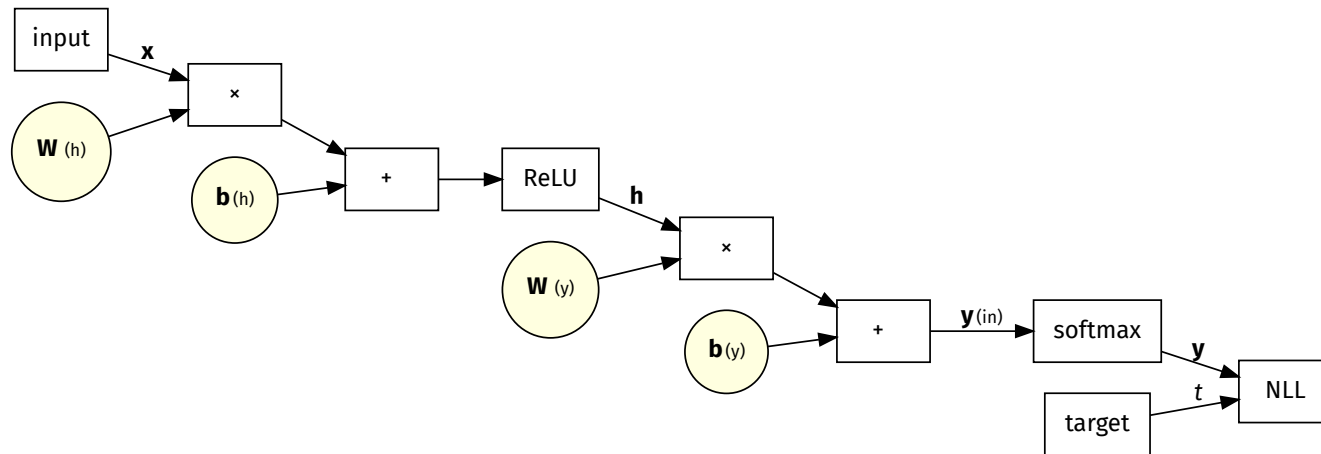 input
x
×
W (h)
b (h)
+
ReLU
h
×
W (y)
b (y)
+
y (in)
softmax
y
t
NLL
target